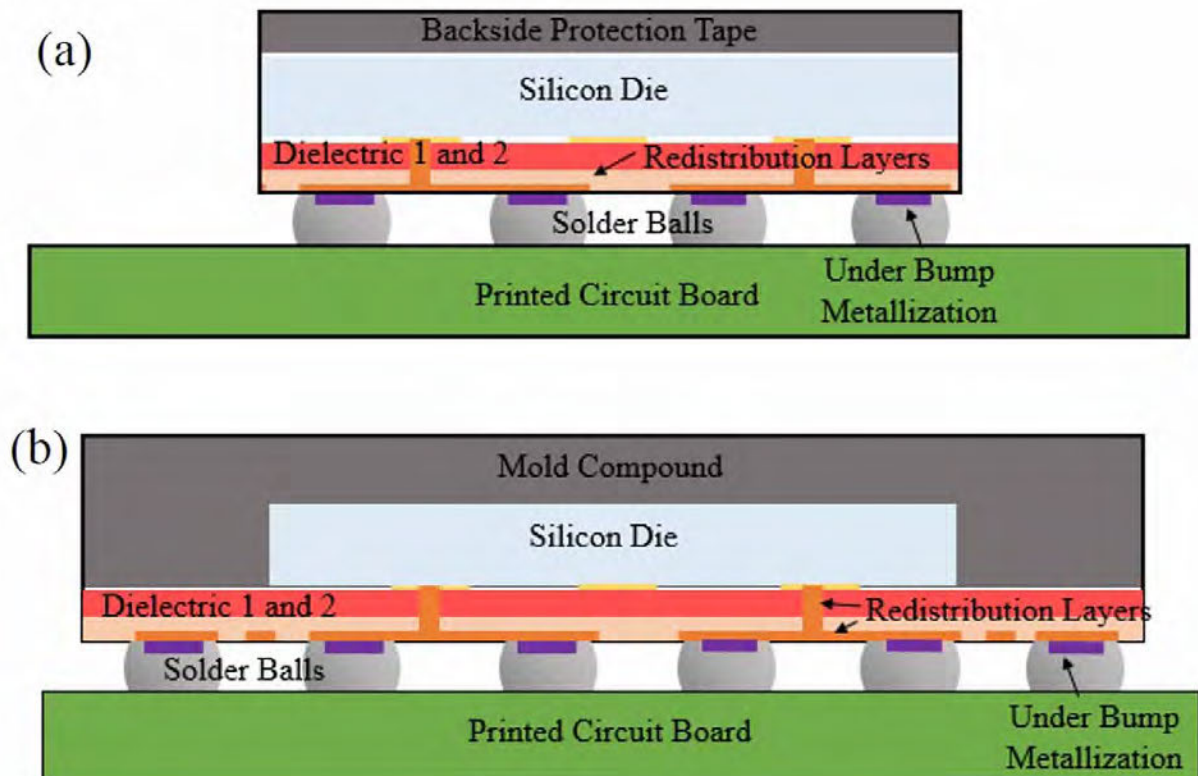 (a)
Backside Protection Tape
Silicon Die
Dielectric 1 and 2
Redistribution Layers
Solder Balls
Under Bump
Metallization
Printed Circuit Board
(b)
Mold Compound
Silicon Die
Dielectric 1 and 2
Redistribution Layers
Solder Balls
Under Bump
Metallization
Printed Circuit Board